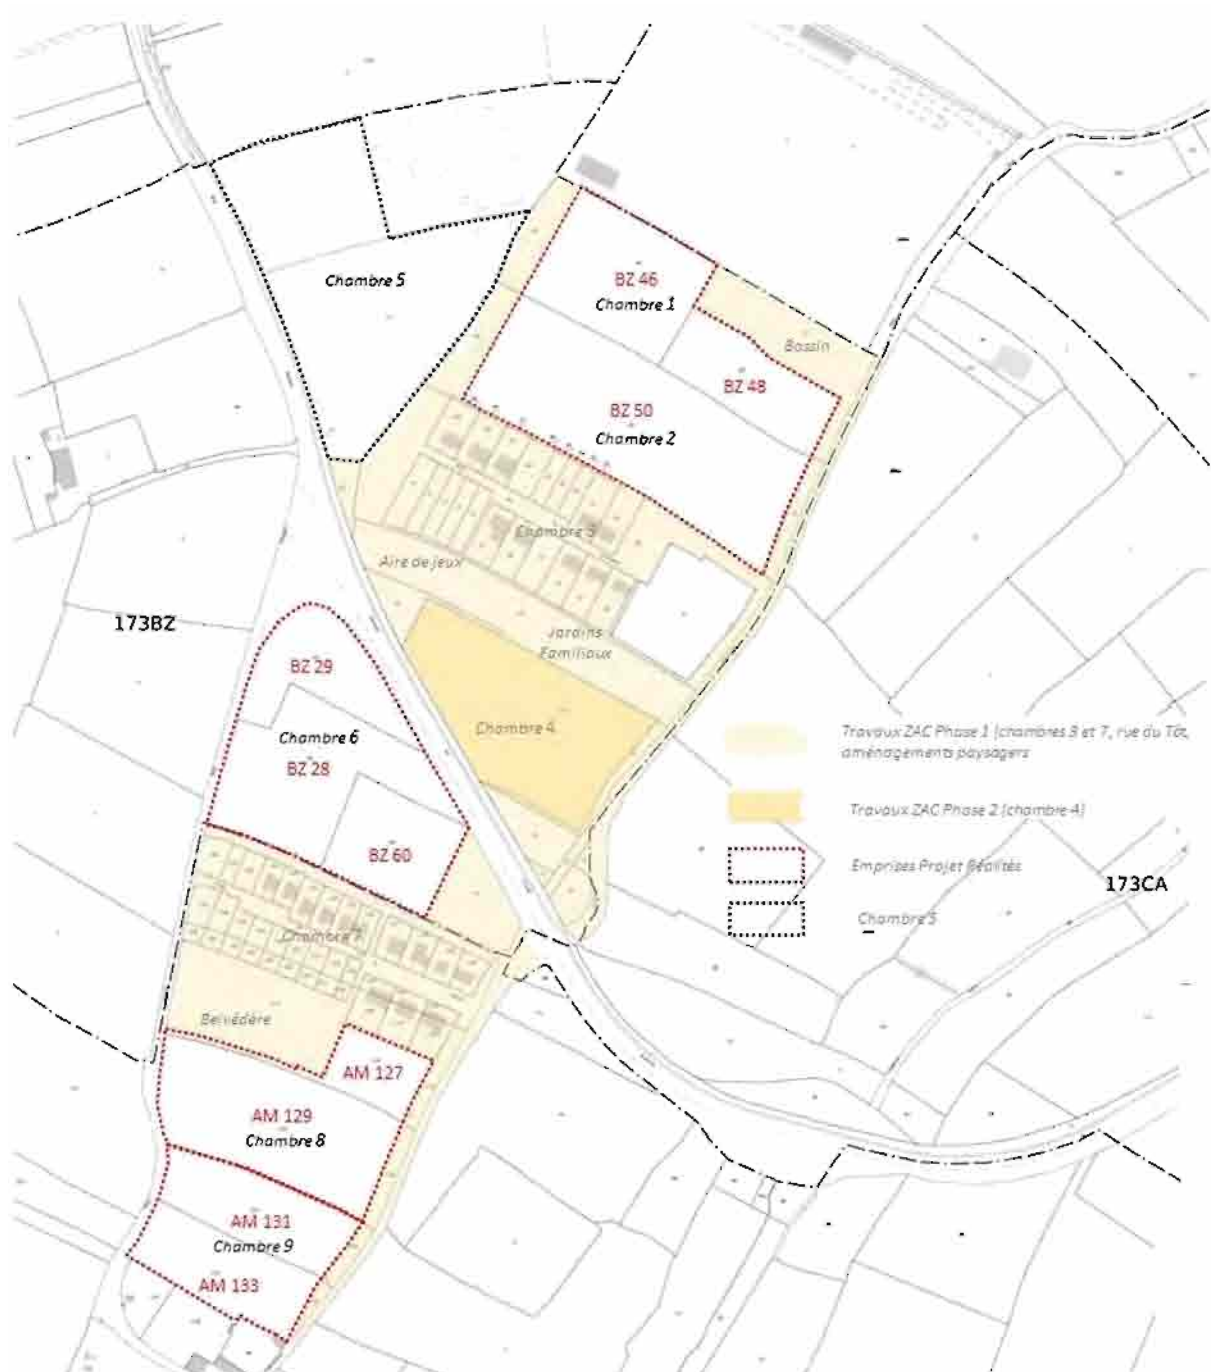 BZ 46
Chambre 1
Chambre 5
Bassin
BZ 48
BZ 50
Chambre 2
Chambre 3
Aire de jeux
Jardins
Familiaux
173BZ
BZ 29
Chambre 4
Chambre 6
BZ 28
BZ 60
Travaux ZAC Phase 1 (chambres 3 et 7, rue du Tôt,
aménagements paysagers
Travaux ZAC Phase 2 (chambre 4)
Emprises Projet Réalités
Chambre 5
173CA
Chambre 7
Belvédère
AM 127
AM 129
Chambre 8
AM 131
Chambre 9
AM 133